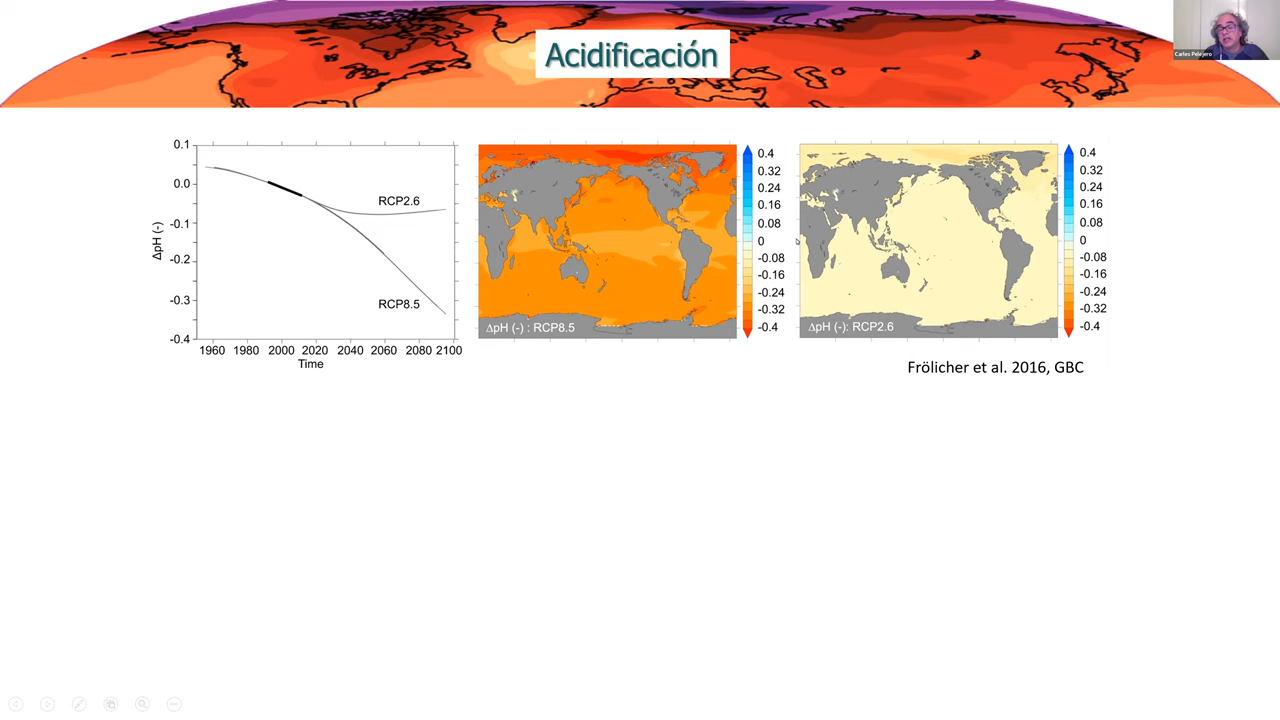 Acidificación
Carles Pelejero
0.1
0.0
-0.1
-0.2
-0.3
-0.4
ΔpH (-)
RCP2.6
RCP8.5
1960 1980 2000 2020 2040 2060 2080 2100
Time
ΔpH (-) : RCP8.5
0.4
0.32
0.24
0.16
0.08
0
-0.08
-0.16
-0.24
-0.32
-0.4
ΔpH (-): RCP2.6
0.4
0.32
0.24
0.16
0.08
0
-0.08
-0.16
-0.24
-0.32
-0.4
Frölicher et al. 2016, GBC